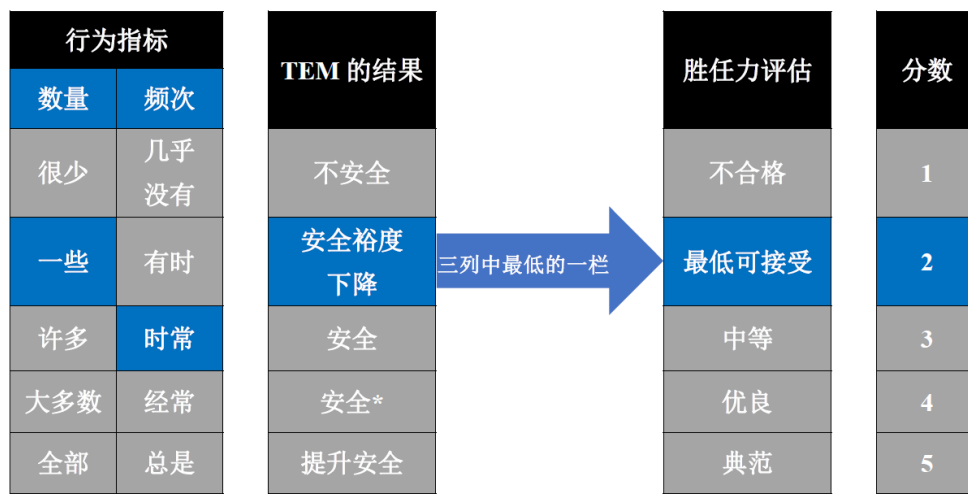 行为指标 TEM 的结果 胜任力评估 分数
数量 频次
很少 几乎没有 不安全 不合格 1
一些 有时 安全裕度下降 三列中最低的一栏 最低可接受 2
许多 时常 安全 中等 3
大多数 经常 安全* 优良 4
全部 总是 提升安全 典范 5